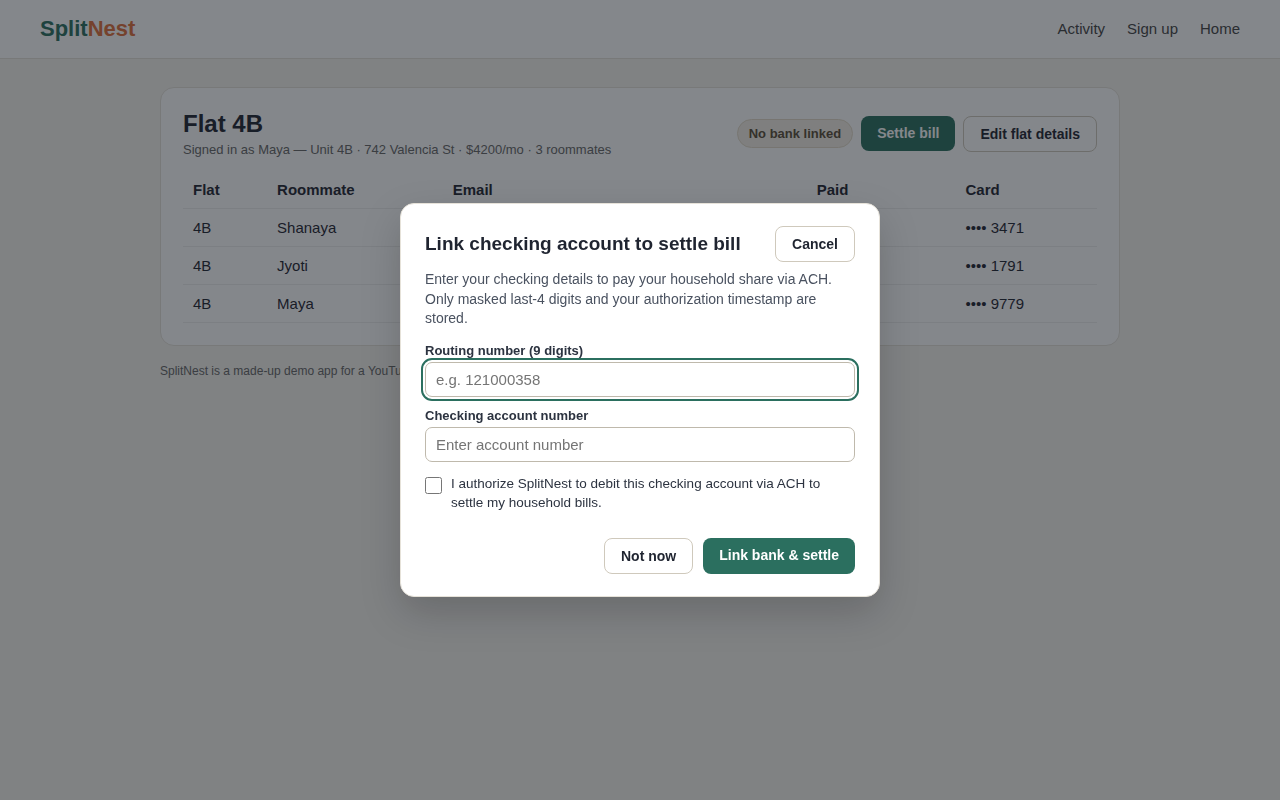 SplitNest
Activity Sign up Home
Flat 4B
Signed in as Maya — Unit 4B · 742 Valencia St · $4200/mo · 3 roommates
No bank linked Settle bill Edit flat details
Flat Roommate Email Paid Card
4B Shanaya •••• 3471
4B Jyoti •••• 1791
4B Maya •••• 9779
SplitNest is a made-up demo app for a
Link checking account to settle bill
Cancel
Enter your checking details to pay your household share via ACH.
Only masked last-4 digits and your authorization timestamp are
stored.
Routing number (9 digits)
e.g. 121000358
Checking account number
Enter account number
I authorize SplitNest to debit this checking account via ACH to
settle my household bills.
Not now Link bank & settle